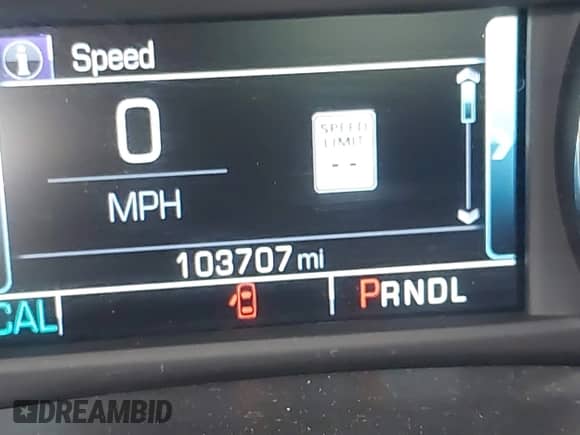 Speed
0
MPH
SPEED
LIMIT
--
103707 mi
CAL
PRNDL
DREAMBID